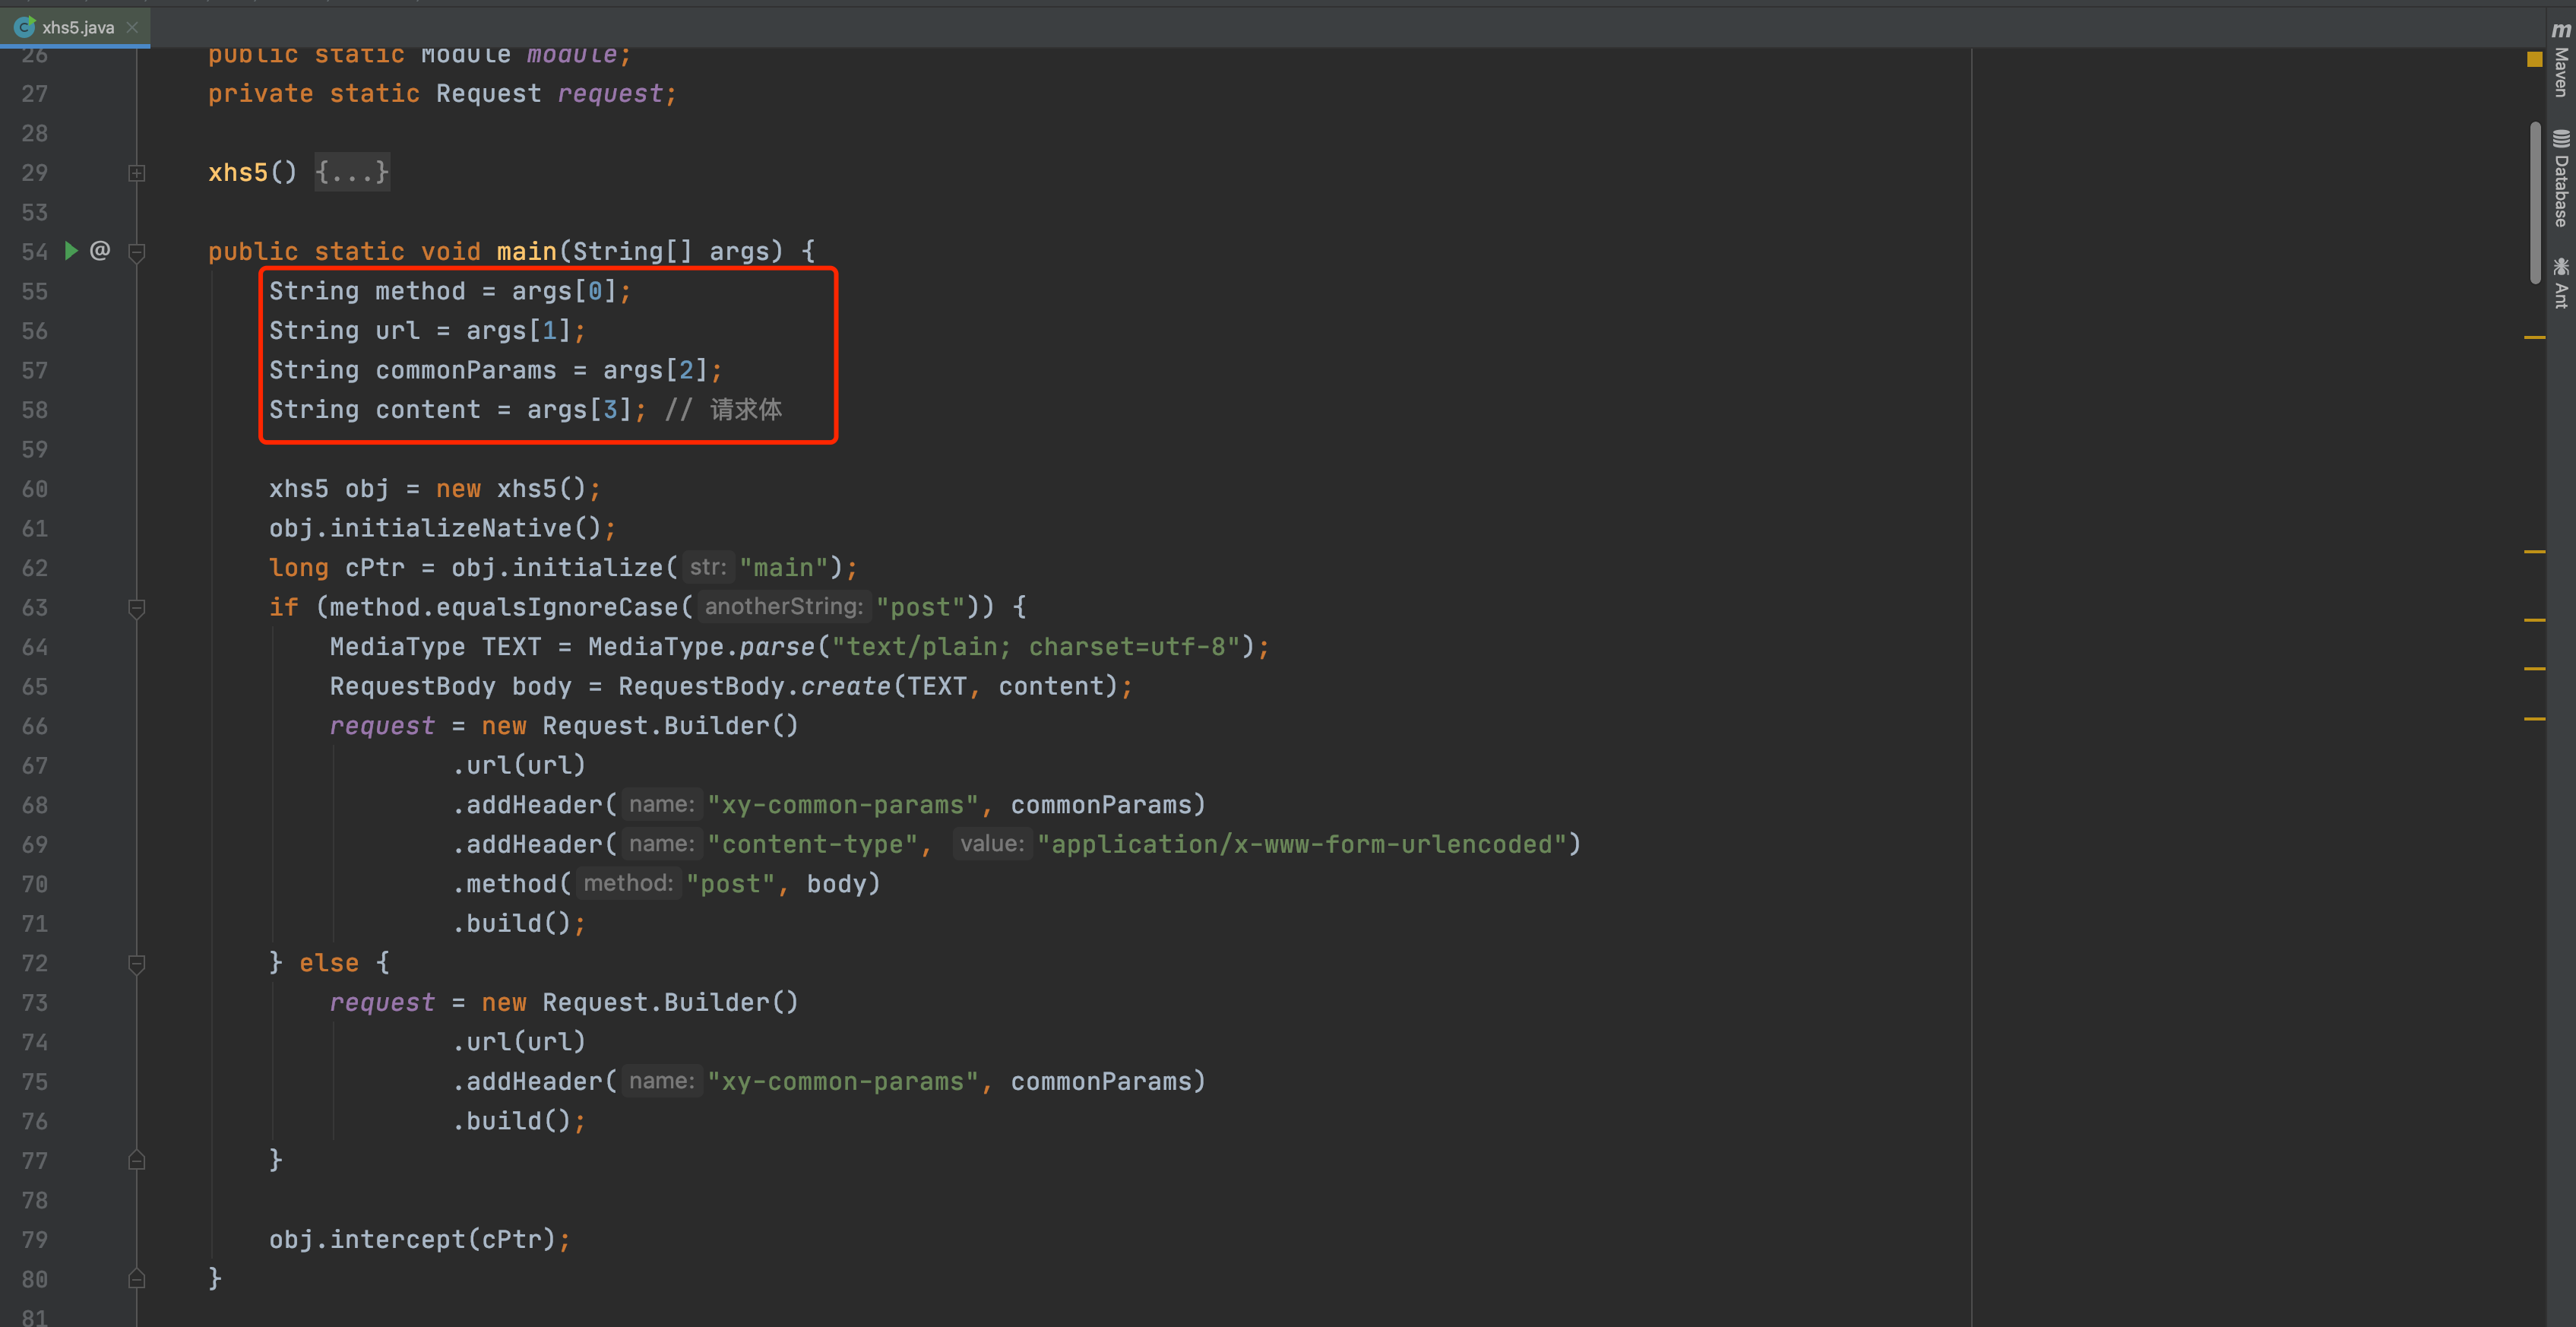 xhs5.java
26 public static Module module;
27 private static Request request;
28
29 xhs5() {...}
53
54 @ public static void main(String[] args) {
55 String method = args[0];
56 String url = args[1];
57 String commonParams = args[2];
58 String content = args[3]; // 请求体
59
60 xhs5 obj = new xhs5();
61 obj.initializeNative();
62 long cPtr = obj.initialize( str: "main");
63 if (method.equalsIgnoreCase( anotherString: "post")) {
64 MediaType TEXT = MediaType.parse("text/plain; charset=utf-8");
65 RequestBody body = RequestBody.create(TEXT, content);
66 request = new Request.Builder()
67 .url(url)
68 .addHeader( name: "xy-common-params", commonParams)
69 .addHeader( name: "content-type", value: "application/x-www-form-urlencoded")
70 .method( method: "post", body)
71 .build();
72 } else {
73 request = new Request.Builder()
74 .url(url)
75 .addHeader( name: "xy-common-params", commonParams)
76 .build();
77 }
78
79 obj.intercept(cPtr);
80 }
81
m Maven
Database
Ant